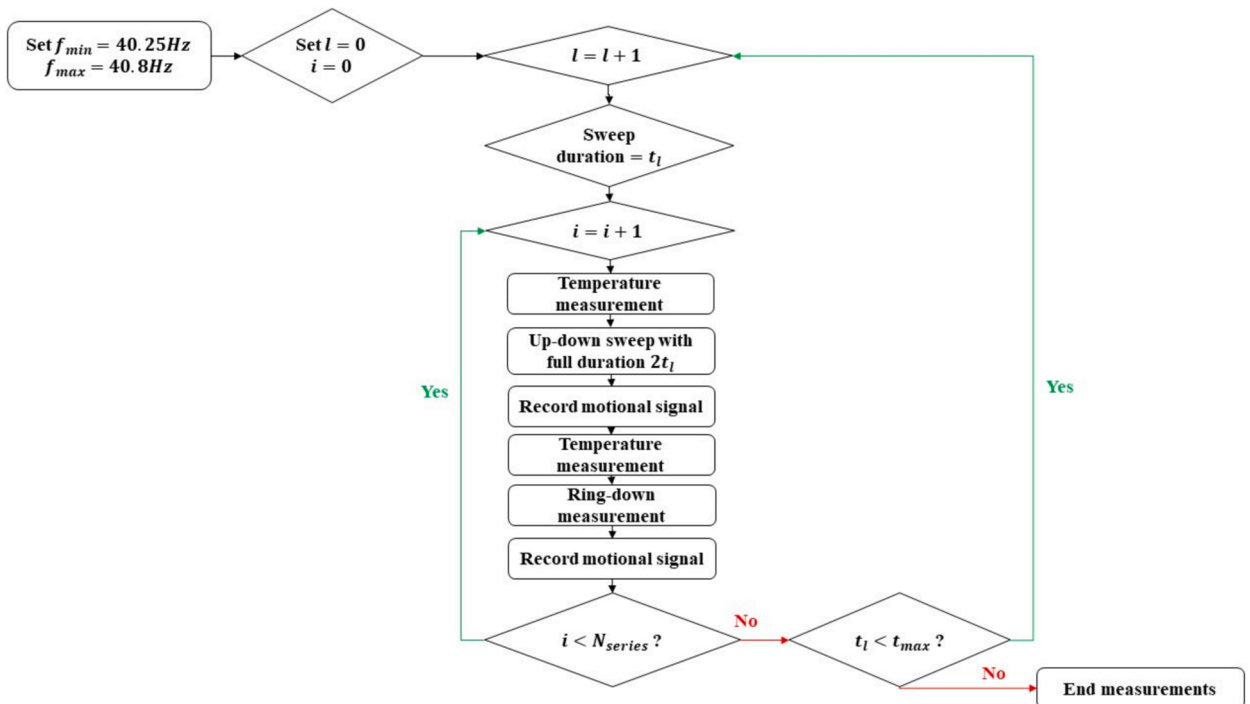 Set f_min = 40.25Hz
f_max = 40.8Hz
Set l = 0
i = 0
l = l + 1
Sweep
duration = t_l
i = i + 1
Temperature
measurement
Up-down sweep with
full duration 2t_l
Yes
Record motional signal
Yes
Temperature
measurement
Ring-down
measurement
Record motional signal
i < N_series ?
No
t_l < t_max ?
No
End measurements